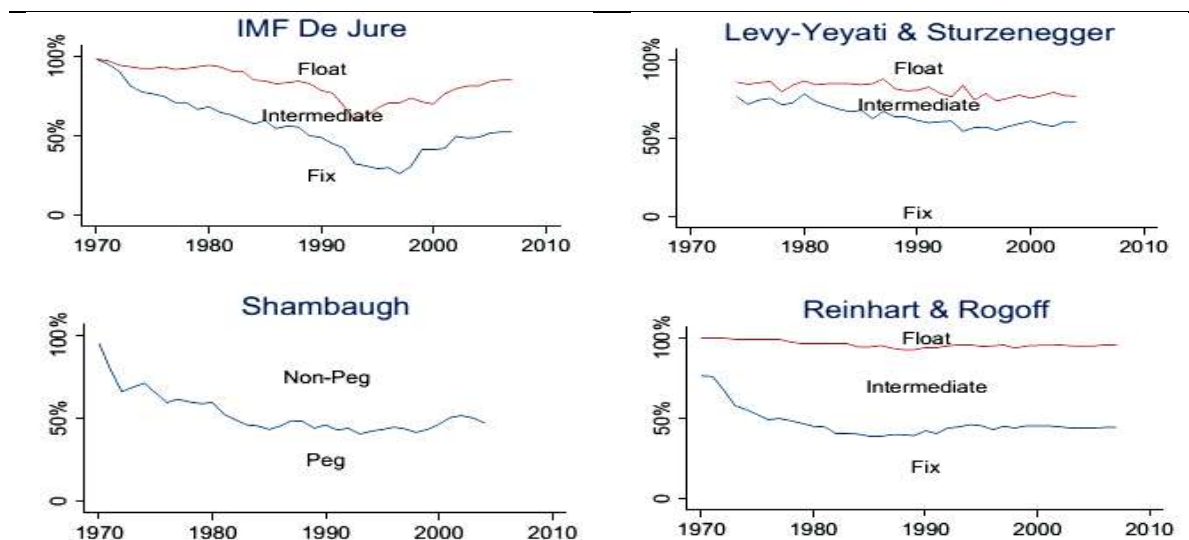 IMF De Jure
100%
50%
0
Float
Intermediate
Fix
1970 1980 1990 2000 2010
Levy-Yeyati & Sturzenegger
100%
50%
0
Float
Intermediate
Fix
1970 1980 1990 2000 2010
Shambaugh
100%
50%
0
Non-Peg
Peg
1970 1980 1990 2000 2010
Reinhart & Rogoff
100%
50%
0
Float
Intermediate
Fix
1970 1980 1990 2000 2010